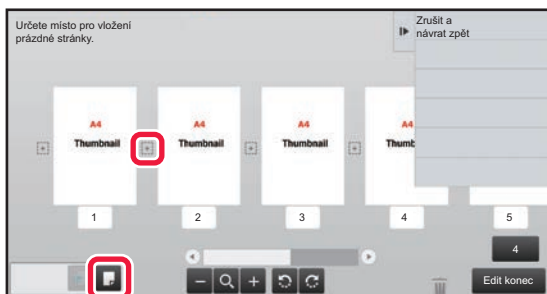 Určete místo pro vložení
prázdné stránky.
Zrušit a
návrat zpět
A4
Thumbnail
A4
Thumbnail
A4
Thumbnail
A4
Thumb
1
2
3
4
5
4
Edit konec